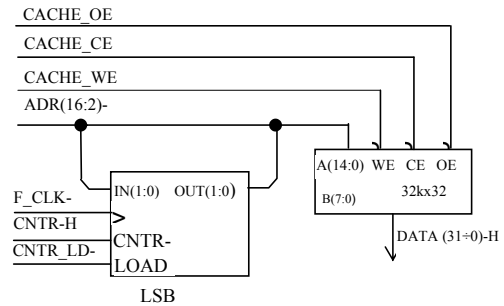 CACHE_OE
CACHE_CE
CACHE_WE
ADR(16:2)-
A(14:0) WE CE OE
IN(1:0) OUT(1:0)
B(7:0) 32kx32
F_CLK-
CNTR-H
CNTR-
CNTR_LD-
LOAD
DATA (31÷0)-H
LSB